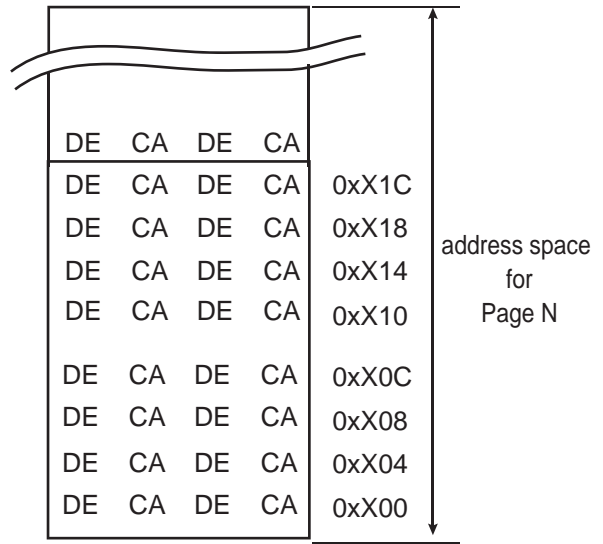 DE CA DE CA
DE CA DE CA 0xX1C
DE CA DE CA 0xX18
DE CA DE CA 0xX14
DE CA DE CA 0xX10
DE CA DE CA 0xX0C
DE CA DE CA 0xX08
DE CA DE CA 0xX04
DE CA DE CA 0xX00
address space
for
Page N